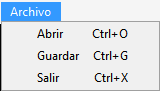 Archivo
Abrir Ctrl+O
Guardar Ctrl+G
Salir Ctrl+X